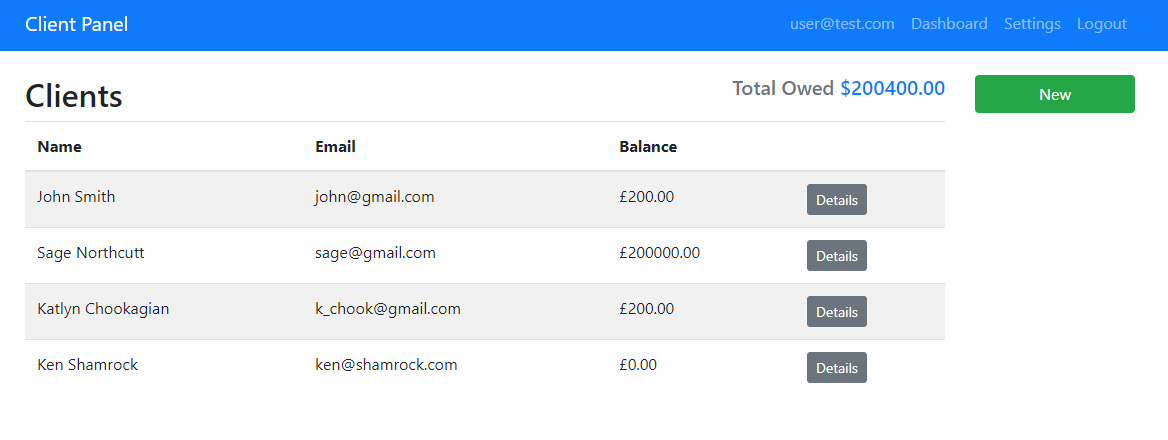 Client Panel user@test.com Dashboard Settings Logout
Clients Total Owed $200400.00 New
Name Email Balance
John Smith john@gmail.com £200.00 Details
Sage Northcutt sage@gmail.com £200000.00 Details
Katlyn Chookagian k_chook@gmail.com £200.00 Details
Ken Shamrock ken@shamrock.com £0.00 Details